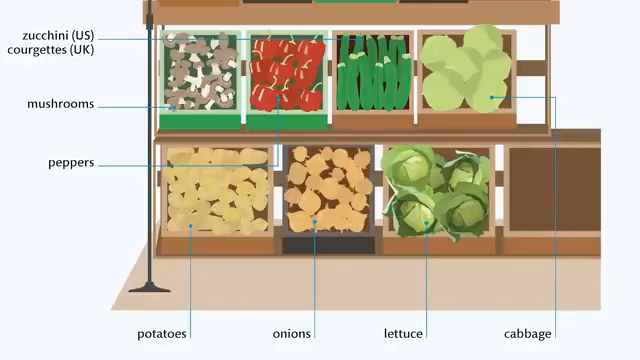 zucchini (US)
courgettes (UK)
mushrooms
peppers
potatoes
onions
lettuce
cabbage